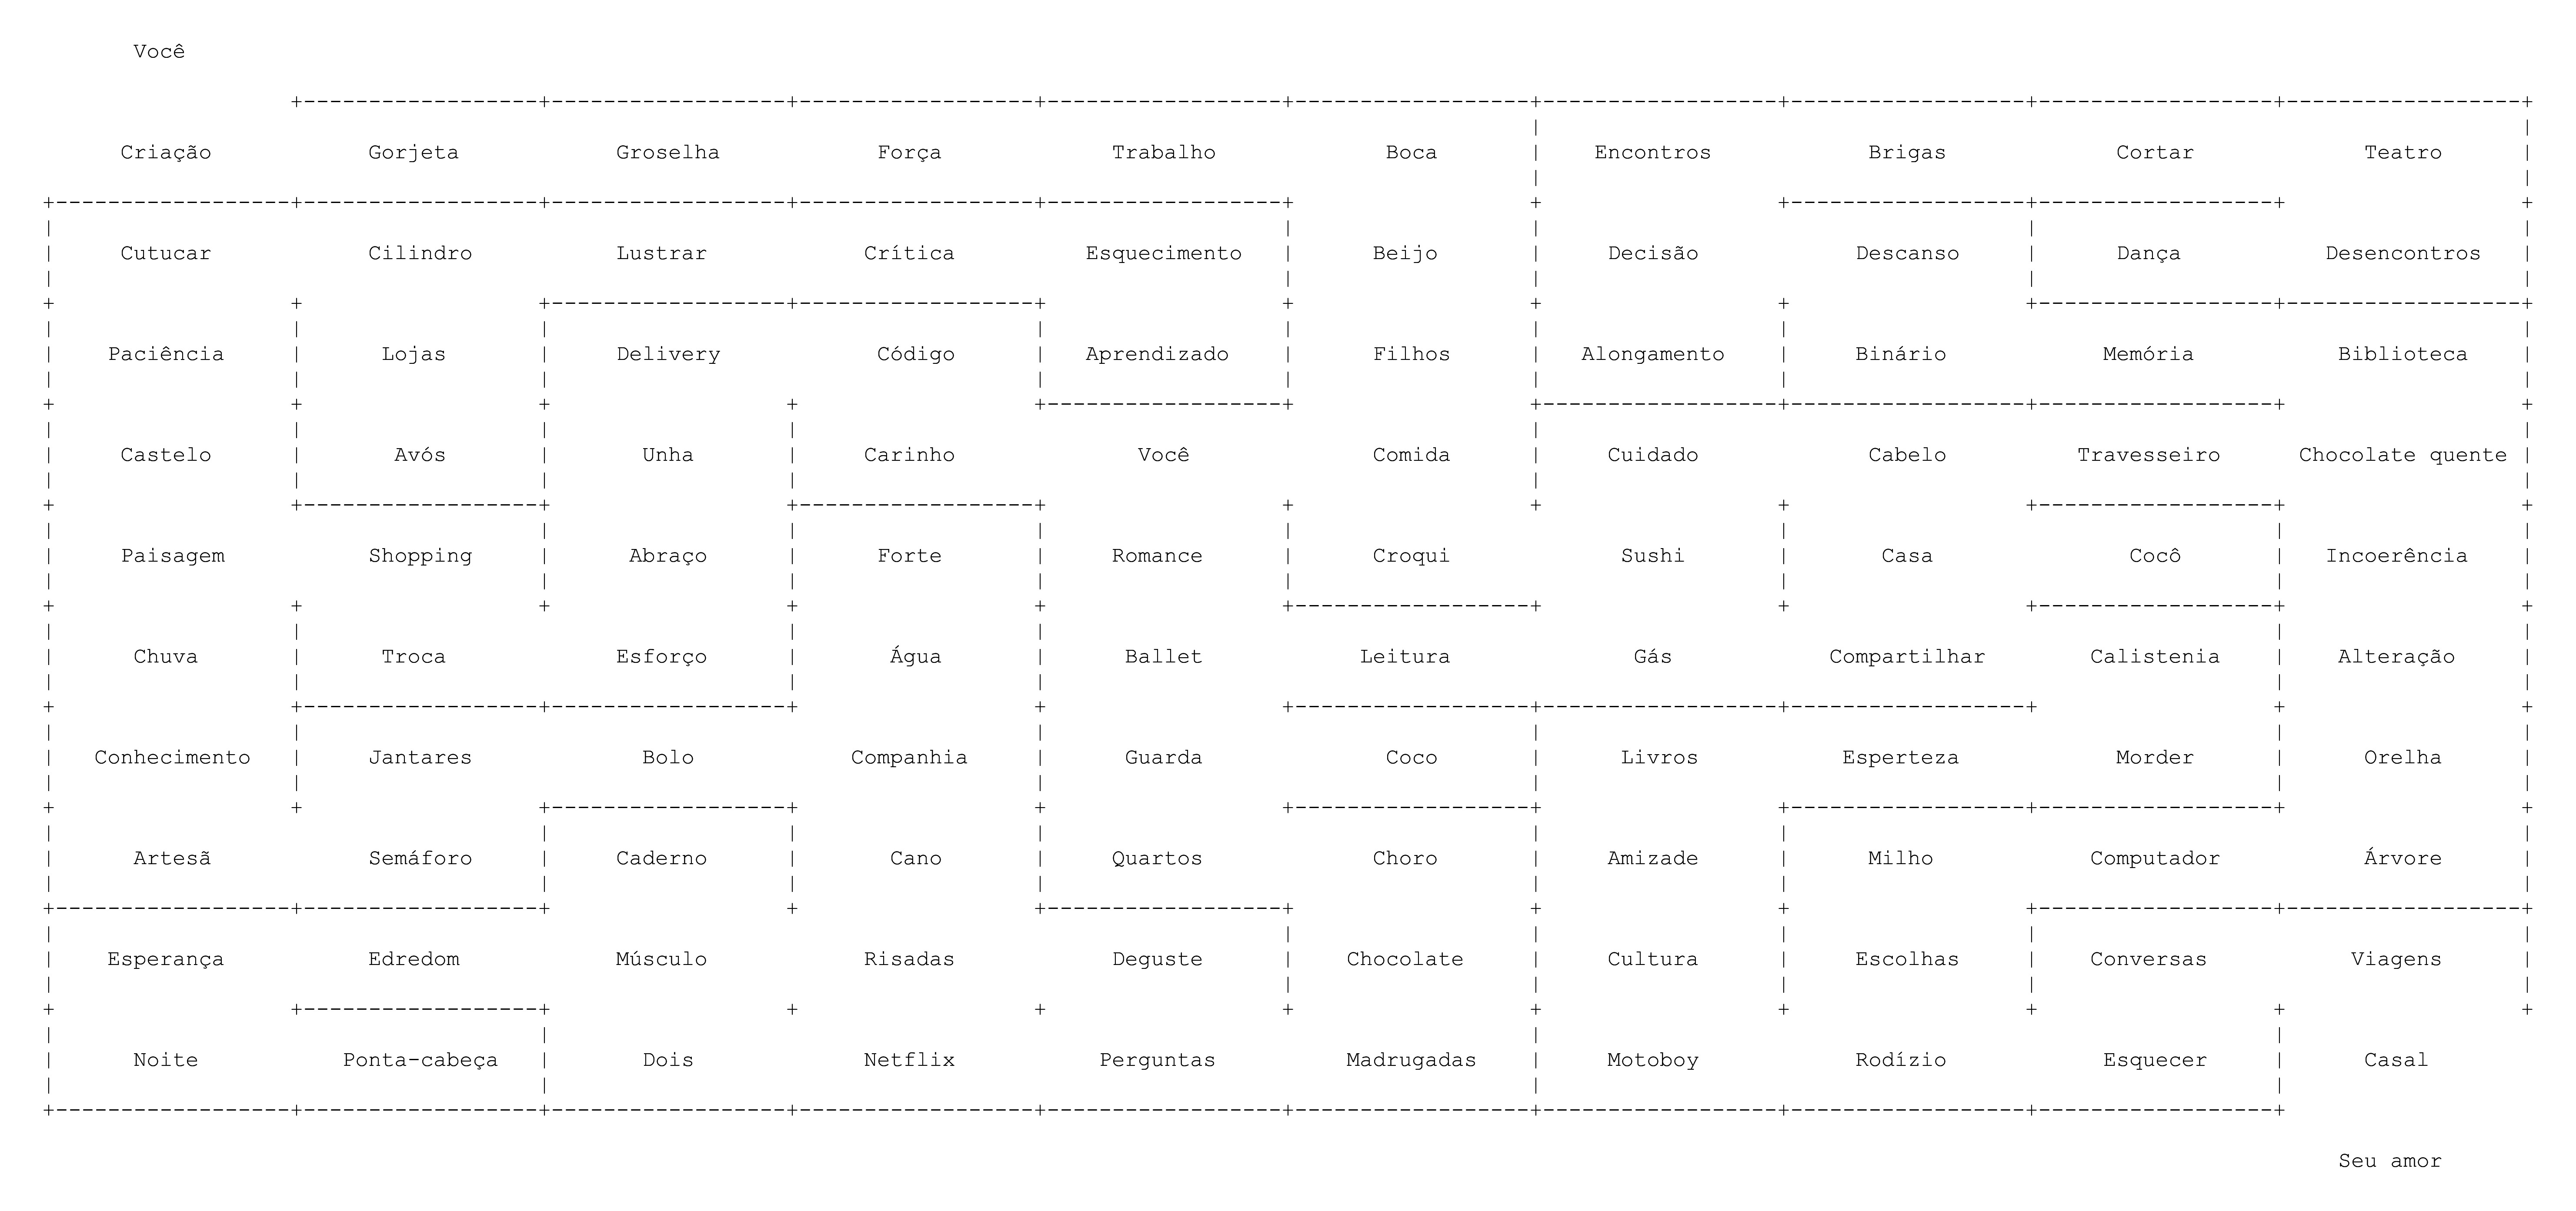 Você
Criação Gorjeta Groselha Força Trabalho Boca Encontros Brigas Cortar Teatro
Cutucar Cilindro Lustrar Crítica Esquecimento Beijo Decisão Descanso Dança Desencontros
Paciência Lojas Delivery Código Aprendizado Filhos Alongamento Binário Memória Biblioteca
Castelo Avós Unha Carinho Você Comida Cuidado Cabelo Travesseiro Chocolate quente
Paisagem Shopping Abraço Forte Romance Croqui Sushi Casa Cocô Incoerência
Chuva Troca Esforço Água Ballet Leitura Gás Compartilhar Calistenia Alteração
Conhecimento Jantares Bolo Companhia Guarda Coco Livros Esperteza Morder Orelha
Artesã Semáforo Caderno Cano Quartos Choro Amizade Milho Computador Árvore
Esperança Edredom Músculo Risadas Deguste Chocolate Cultura Escolhas Conversas Viagens
Noite Ponta-cabeça Dois Netflix Perguntas Madrugadas Motoboy Rodízio Esquecer Casal
Seu amor